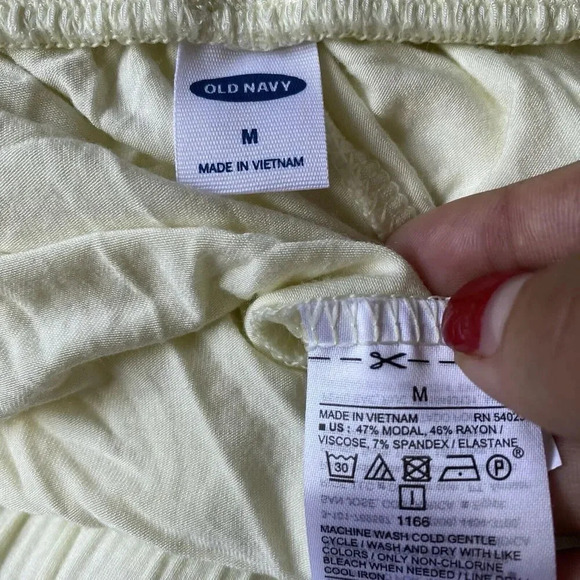 OLD NAVY
M
MADE IN VIETNAM
M
MADE IN VIETNAM RN 5402
■ US: 47% MODAL, 46% RAYON /
VISCOSE, 7% SPANDEX / ELASTANE
30 P
I
1166
MACHINE WASH COLD GENTLE
CYCLE / WASH AND DRY WITH LIKE
COLORS / ONLY NON-CHLORINE
BLEACH WHEN NEEDED /
COOL IRON